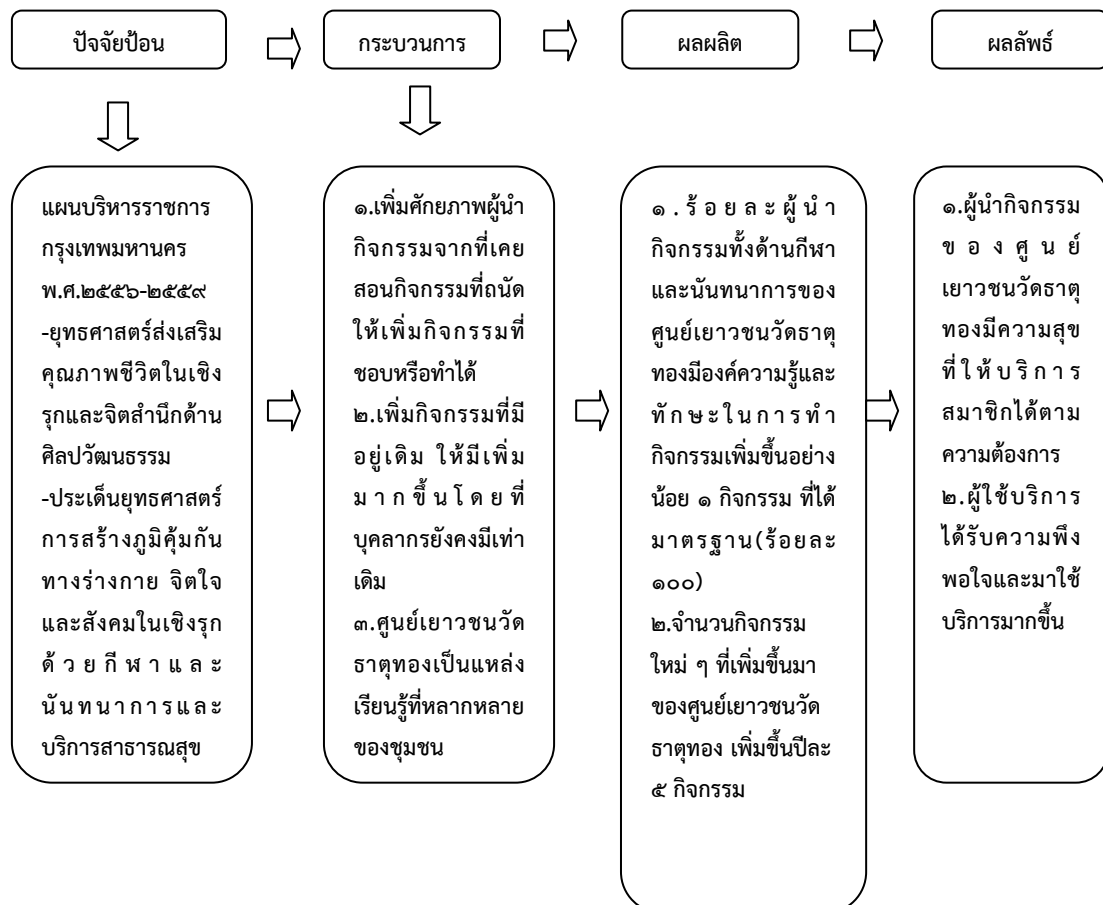 ปัจจัยป้อน
กระบวนการ
ผลผลิต
ผลลัพธ์
แผนบริหารราชการ
กรุงเทพมหานคร
พ.ศ.๒๕๕๖-๒๕๕๙
-ยุทธศาสตร์ส่งเสริม
คุณภาพชีวิตในเชิง
รุกและจิตสำนึกด้าน
ศิลปวัฒนธรรม
-ประเด็นยุทธศาสตร์
การสร้างภูมิคุ้มกัน
ทางร่างกาย จิตใจ
และสังคมในเชิงรุก
ด้วยกีฬาและ
นันทนาการและ
บริการสาธารณสุข
๑.เพิ่มศักยภาพผู้นำ
กิจกรรมจากที่เคย
สอนกิจกรรมที่ถนัด
ให้เพิ่มกิจกรรมที่
ชอบหรือทำได้
๒.เพิ่มกิจกรรมที่มี
อยู่เดิม ให้มีเพิ่ม
มากขึ้นโดยที่
บุคลากรยังคงมีเท่า
เดิม
๓.ศูนย์เยาวชนวัด
ธาตุทองเป็นแหล่ง
เรียนรู้ที่หลากหลาย
ของชุมชน
๑.ร้อยละผู้นำ
กิจกรรมทั้งด้านกีฬา
และนันทนาการของ
ศูนย์เยาวชนวัดธาตุ
ทองมีองค์ความรู้และ
ทักษะในการทำ
กิจกรรมเพิ่มขึ้นอย่าง
น้อย ๑ กิจกรรม ที่ได้
มาตรฐาน(ร้อยละ
๑๐๐)
๒.จำนวนกิจกรรม
ใหม่ ๆ ที่เพิ่มขึ้นมา
ของศูนย์เยาวชนวัด
ธาตุทอง เพิ่มขึ้นปีละ
๕ กิจกรรม
๑.ผู้นำกิจกรรม
ของศูนย์
เยาวชนวัดธาตุ
ทองมีความสุข
ที่ให้บริการ
สมาชิกได้ตาม
ความต้องการ
๒.ผู้ใช้บริการ
ได้รับความพึง
พอใจและมาใช้
บริการมากขึ้น